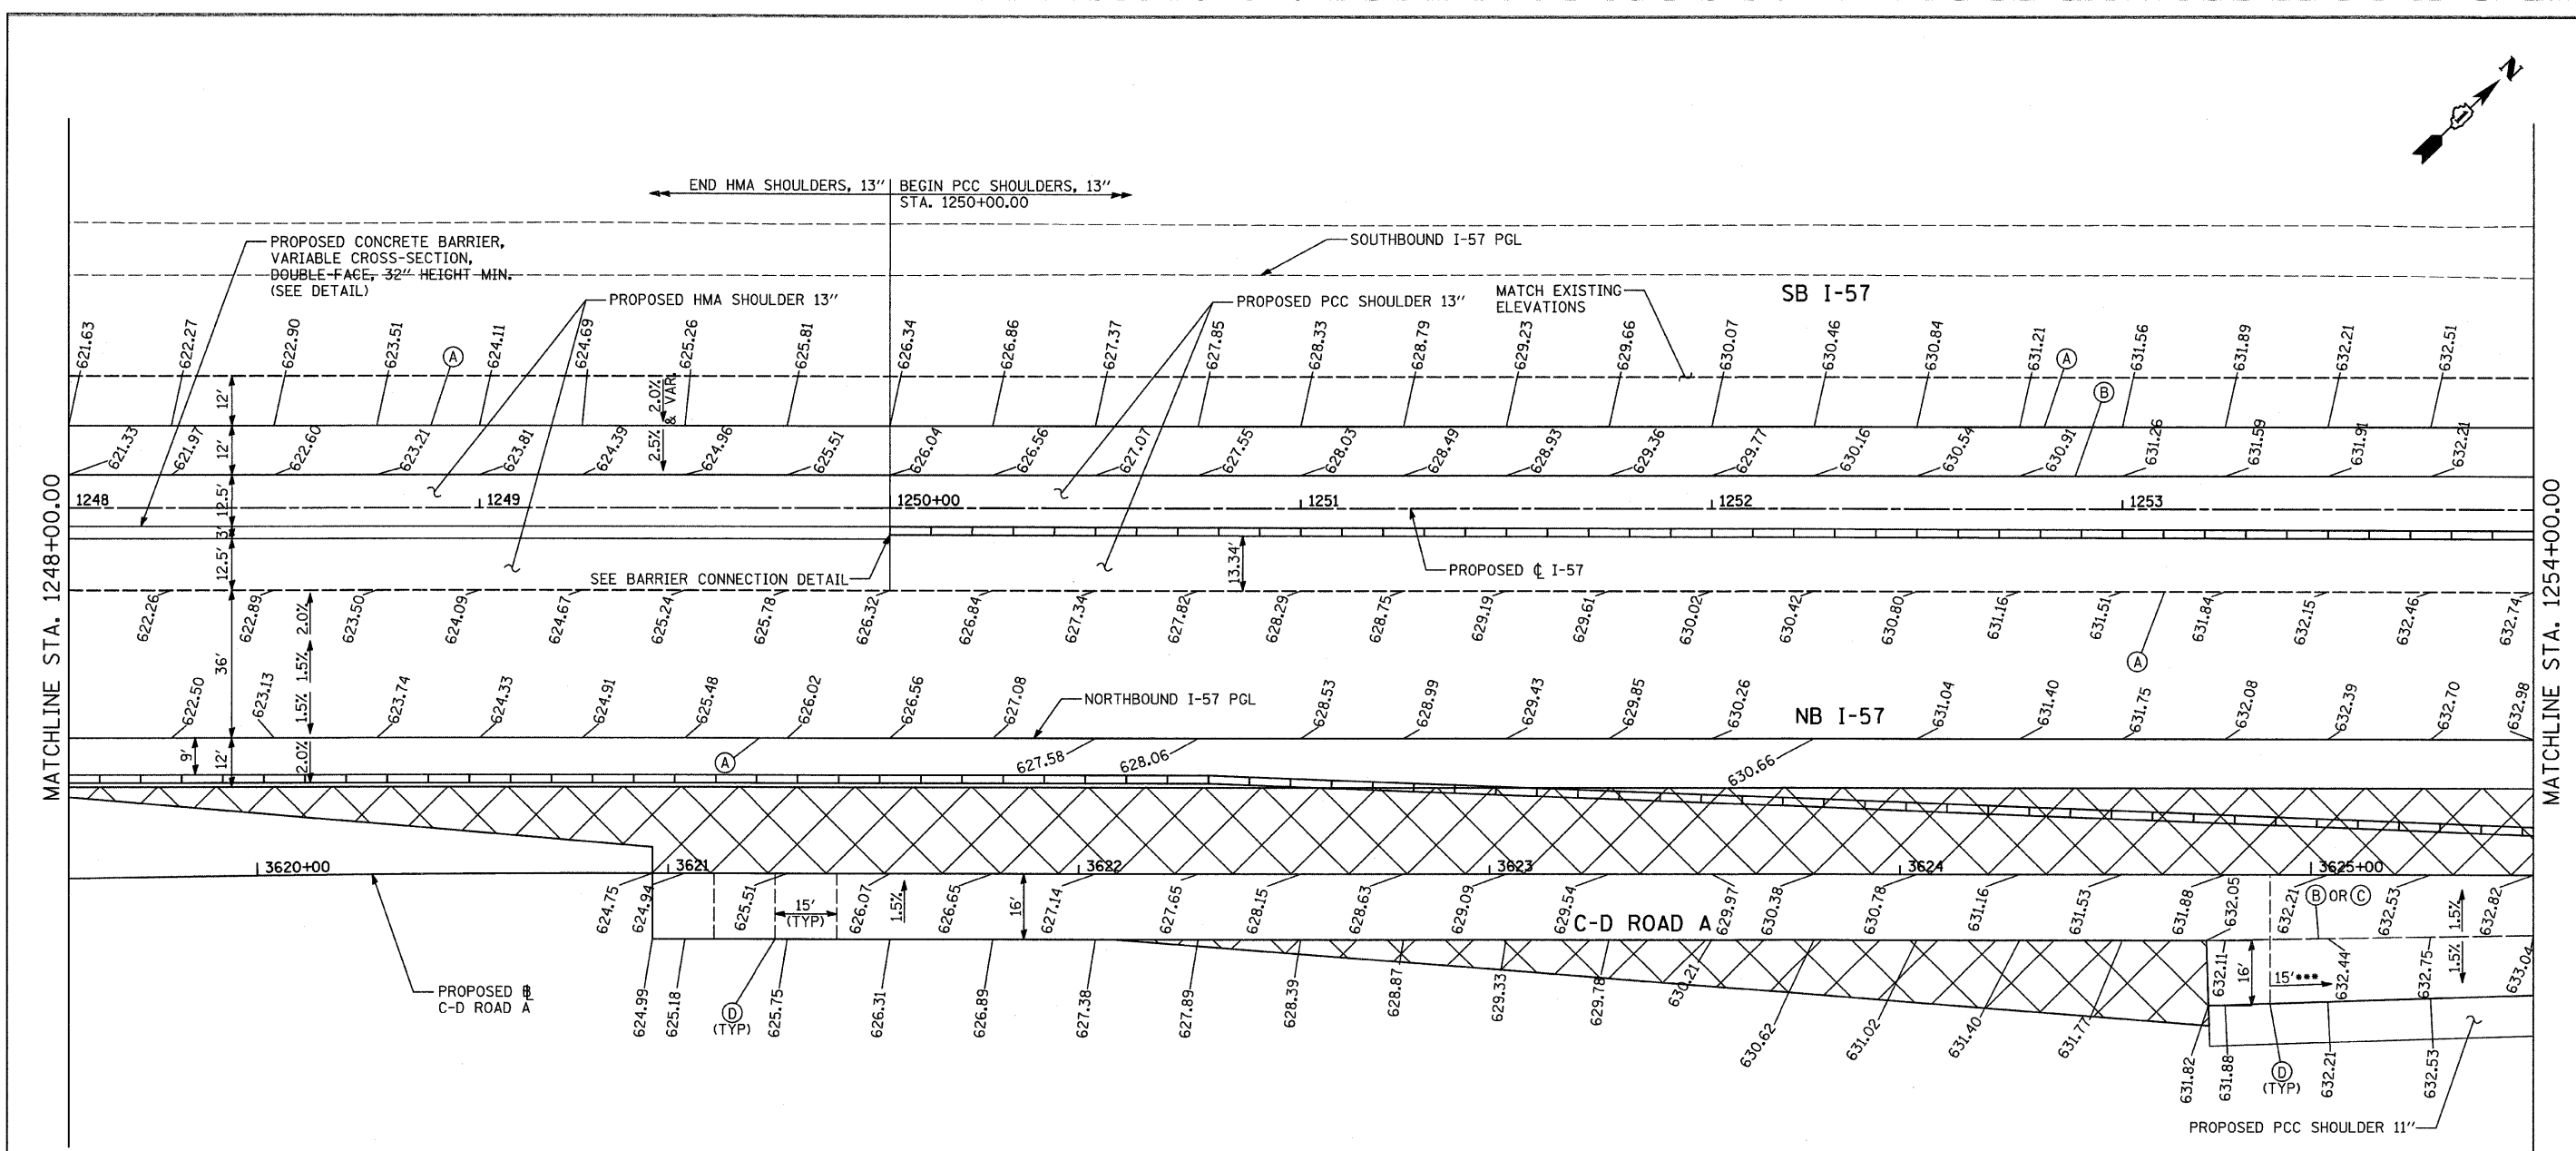 N
END HMA SHOULDERS, 13"
BEGIN PCC SHOULDERS, 13"
STA. 1250+00.00
PROPOSED CONCRETE BARRIER,
VARIABLE CROSS-SECTION,
DOUBLE-FACE, 32" HEIGHT MIN.
(SEE DETAIL)
SOUTHBOUND I-57 PGL
PROPOSED HMA SHOULDER 13"
PROPOSED PCC SHOULDER 13"
MATCH EXISTING
ELEVATIONS
SB I-57
621.63 622.27 622.90 623.51 A 624.11 624.69 625.26 625.81 626.34 626.86 627.37 627.85 628.33 628.79 629.23 629.66 630.07 630.46 630.84 631.21 A 631.56 631.89 632.21 632.51
B
12'
2.0%
& VAR.
12'
2.5%
621.33 621.97 622.60 623.21 623.81 624.39 624.96 625.51 626.04 626.56 627.07 627.55 628.03 628.49 628.93 629.36 629.77 630.16 630.54 630.91 631.26 631.59 631.91 632.21
MATCHLINE STA. 1248+00.00
MATCHLINE STA. 1254+00.00
1248 1249 1250+00 1251 1252 1253
12.5'
3'
12.5'
13.34'
SEE BARRIER CONNECTION DETAIL
PROPOSED ℄ I-57
622.26 622.89 623.50 624.09 624.67 625.24 625.78 626.32 626.84 627.34 627.82 628.29 628.75 629.19 629.61 630.02 630.42 630.80 631.16 631.51 631.84 632.15 632.46 632.74
A
36'
2.0%
1.5%
1.5%
2.0%
622.50 623.13 623.74 624.33 624.91 625.48 626.02 626.56 627.08 628.53 628.99 629.43 629.85 630.26 631.04 631.40 631.75 632.08 632.39 632.70 632.98
NORTHBOUND I-57 PGL
NB I-57
9'
12'
A
627.58 628.06 630.66
3620+00 3621 3622 3623 3624 3625+00
624.75 624.94 625.51 626.07 626.65 627.14 627.65 628.15 628.63 629.09 629.54 629.97 630.38 630.78 631.16 631.53 631.88 632.05 632.21 632.53 632.82
15'
(TYP)
1.5%
16'
C-D ROAD A
B OR C
1.5%
1.5%
PROPOSED
C-D ROAD A
624.99 625.18 625.75 626.31 626.89 627.38 627.89 628.39 628.87 629.33 629.78 630.21 630.62 631.02 631.40 631.77 632.11 632.44 632.75 633.04
D
(TYP)
16'
15'***
631.82 631.88 632.21 632.53
D
(TYP)
PROPOSED PCC SHOULDER 11"